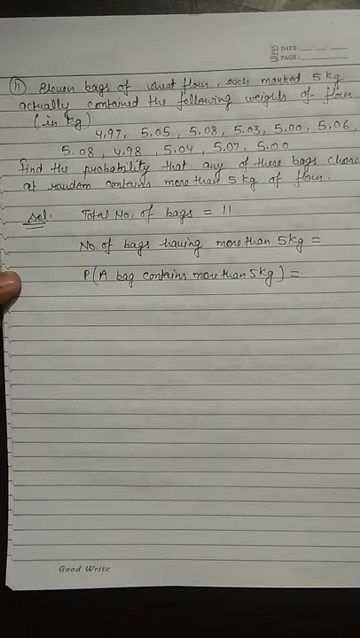 DATE:
PAGE:
11) Eleven bags of wheat flour, each marked 5 kg
actually contained the following weights of flour
(in kg)
4.97, 5.05, 5.08, 5.03, 5.00, 5.06
5.08, 4.98, 5.04, 5.07, 5.00
Find the probability that any of these bags chose
at random contains more than 5 kg of flour.
Sol: Total No. of bags = 11
No. of bags having more than 5kg =
P(A bag contains more than 5kg) =
Good Write